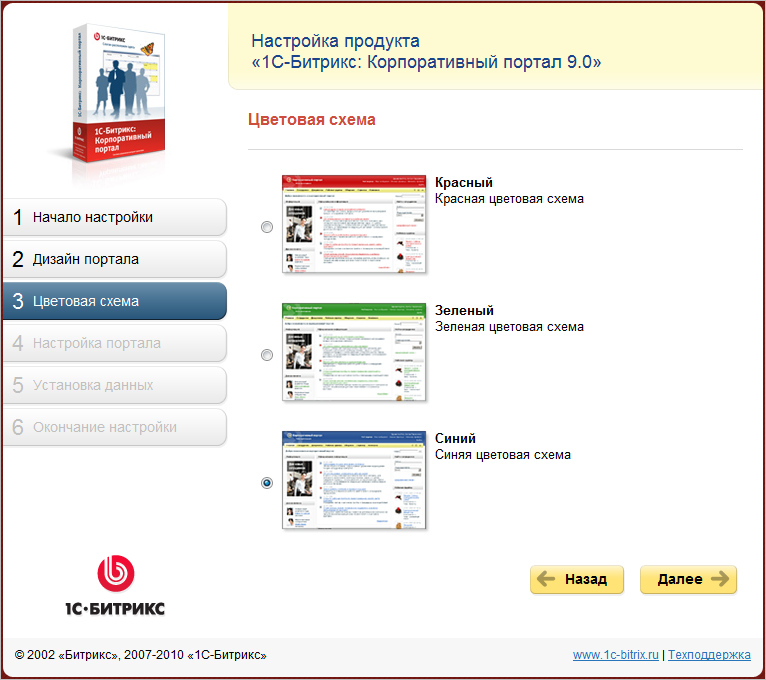 1С·БИТРИКС
1С-Битрикс:
Корпоративный
портал
Настройка продукта
«1С-Битрикс: Корпоративный портал 9.0»
1 Начало настройки
2 Дизайн портала
3 Цветовая схема
4 Настройка портала
5 Установка данных
6 Окончание настройки
Цветовая схема
Красный
Красная цветовая схема
Зеленый
Зеленая цветовая схема
Синий
Синяя цветовая схема
Назад
Далее
1С·БИТРИКС
© 2002 «Битрикс», 2007-2010 «1С-Битрикс»
www.1c-bitrix.ru | Техподдержка